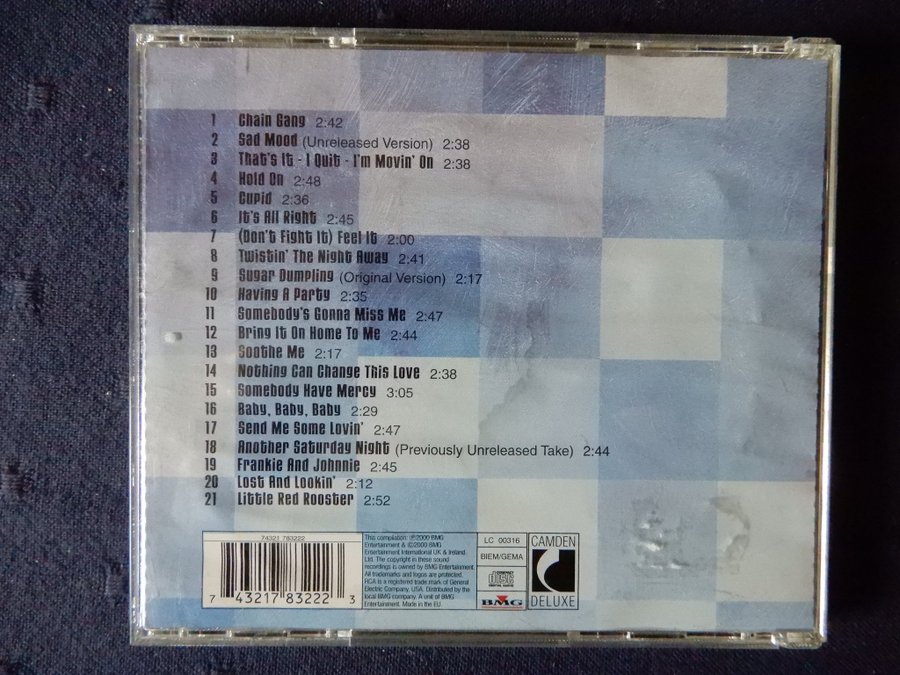 1 Chain Gang 2:42
2 Sad Mood (Unreleased Version) 2:38
3 That's It - I Quit - I'm Movin' On 2:38
4 Hold On 2:48
5 Cupid 2:36
6 It's All Right 2:45
7 (Don't Fight It) Feel It 2:00
8 Twistin' The Night Away 2:41
9 Sugar Dumpling (Original Version) 2:17
10 Having A Party 2:35
11 Somebody's Gonna Miss Me 2:47
12 Bring It On Home To Me 2:44
13 Soothe Me 2:17
14 Nothing Can Change This Love 2:38
15 Somebody Have Mercy 3:05
16 Baby, Baby, Baby 2:29
17 Send Me Some Lovin' 2:47
18 Another Saturday Night (Previously Unreleased Take) 2:44
19 Frankie And Johnnie 2:45
20 Lost And Lookin' 2:12
21 Little Red Rooster 2:52
74321 783222
7 43217 83222 3
This compilation: ℗2000 BMG
Entertainment & ©2000 BMG
Entertainment International UK & Ireland
Ltd. The copyright in these sound
recordings is owned by BMG Entertainment.
All trademarks and logos are protected.
RCA is a registered trade mark of General
Electric Company, USA. Distributed by the
local BMG company. A unit of BMG
Entertainment. Made in the EU.
LC 00316
BIEM/GEMA
COMPACT
disc
DIGITAL AUDIO
BMG
CAMDEN
DELUXE